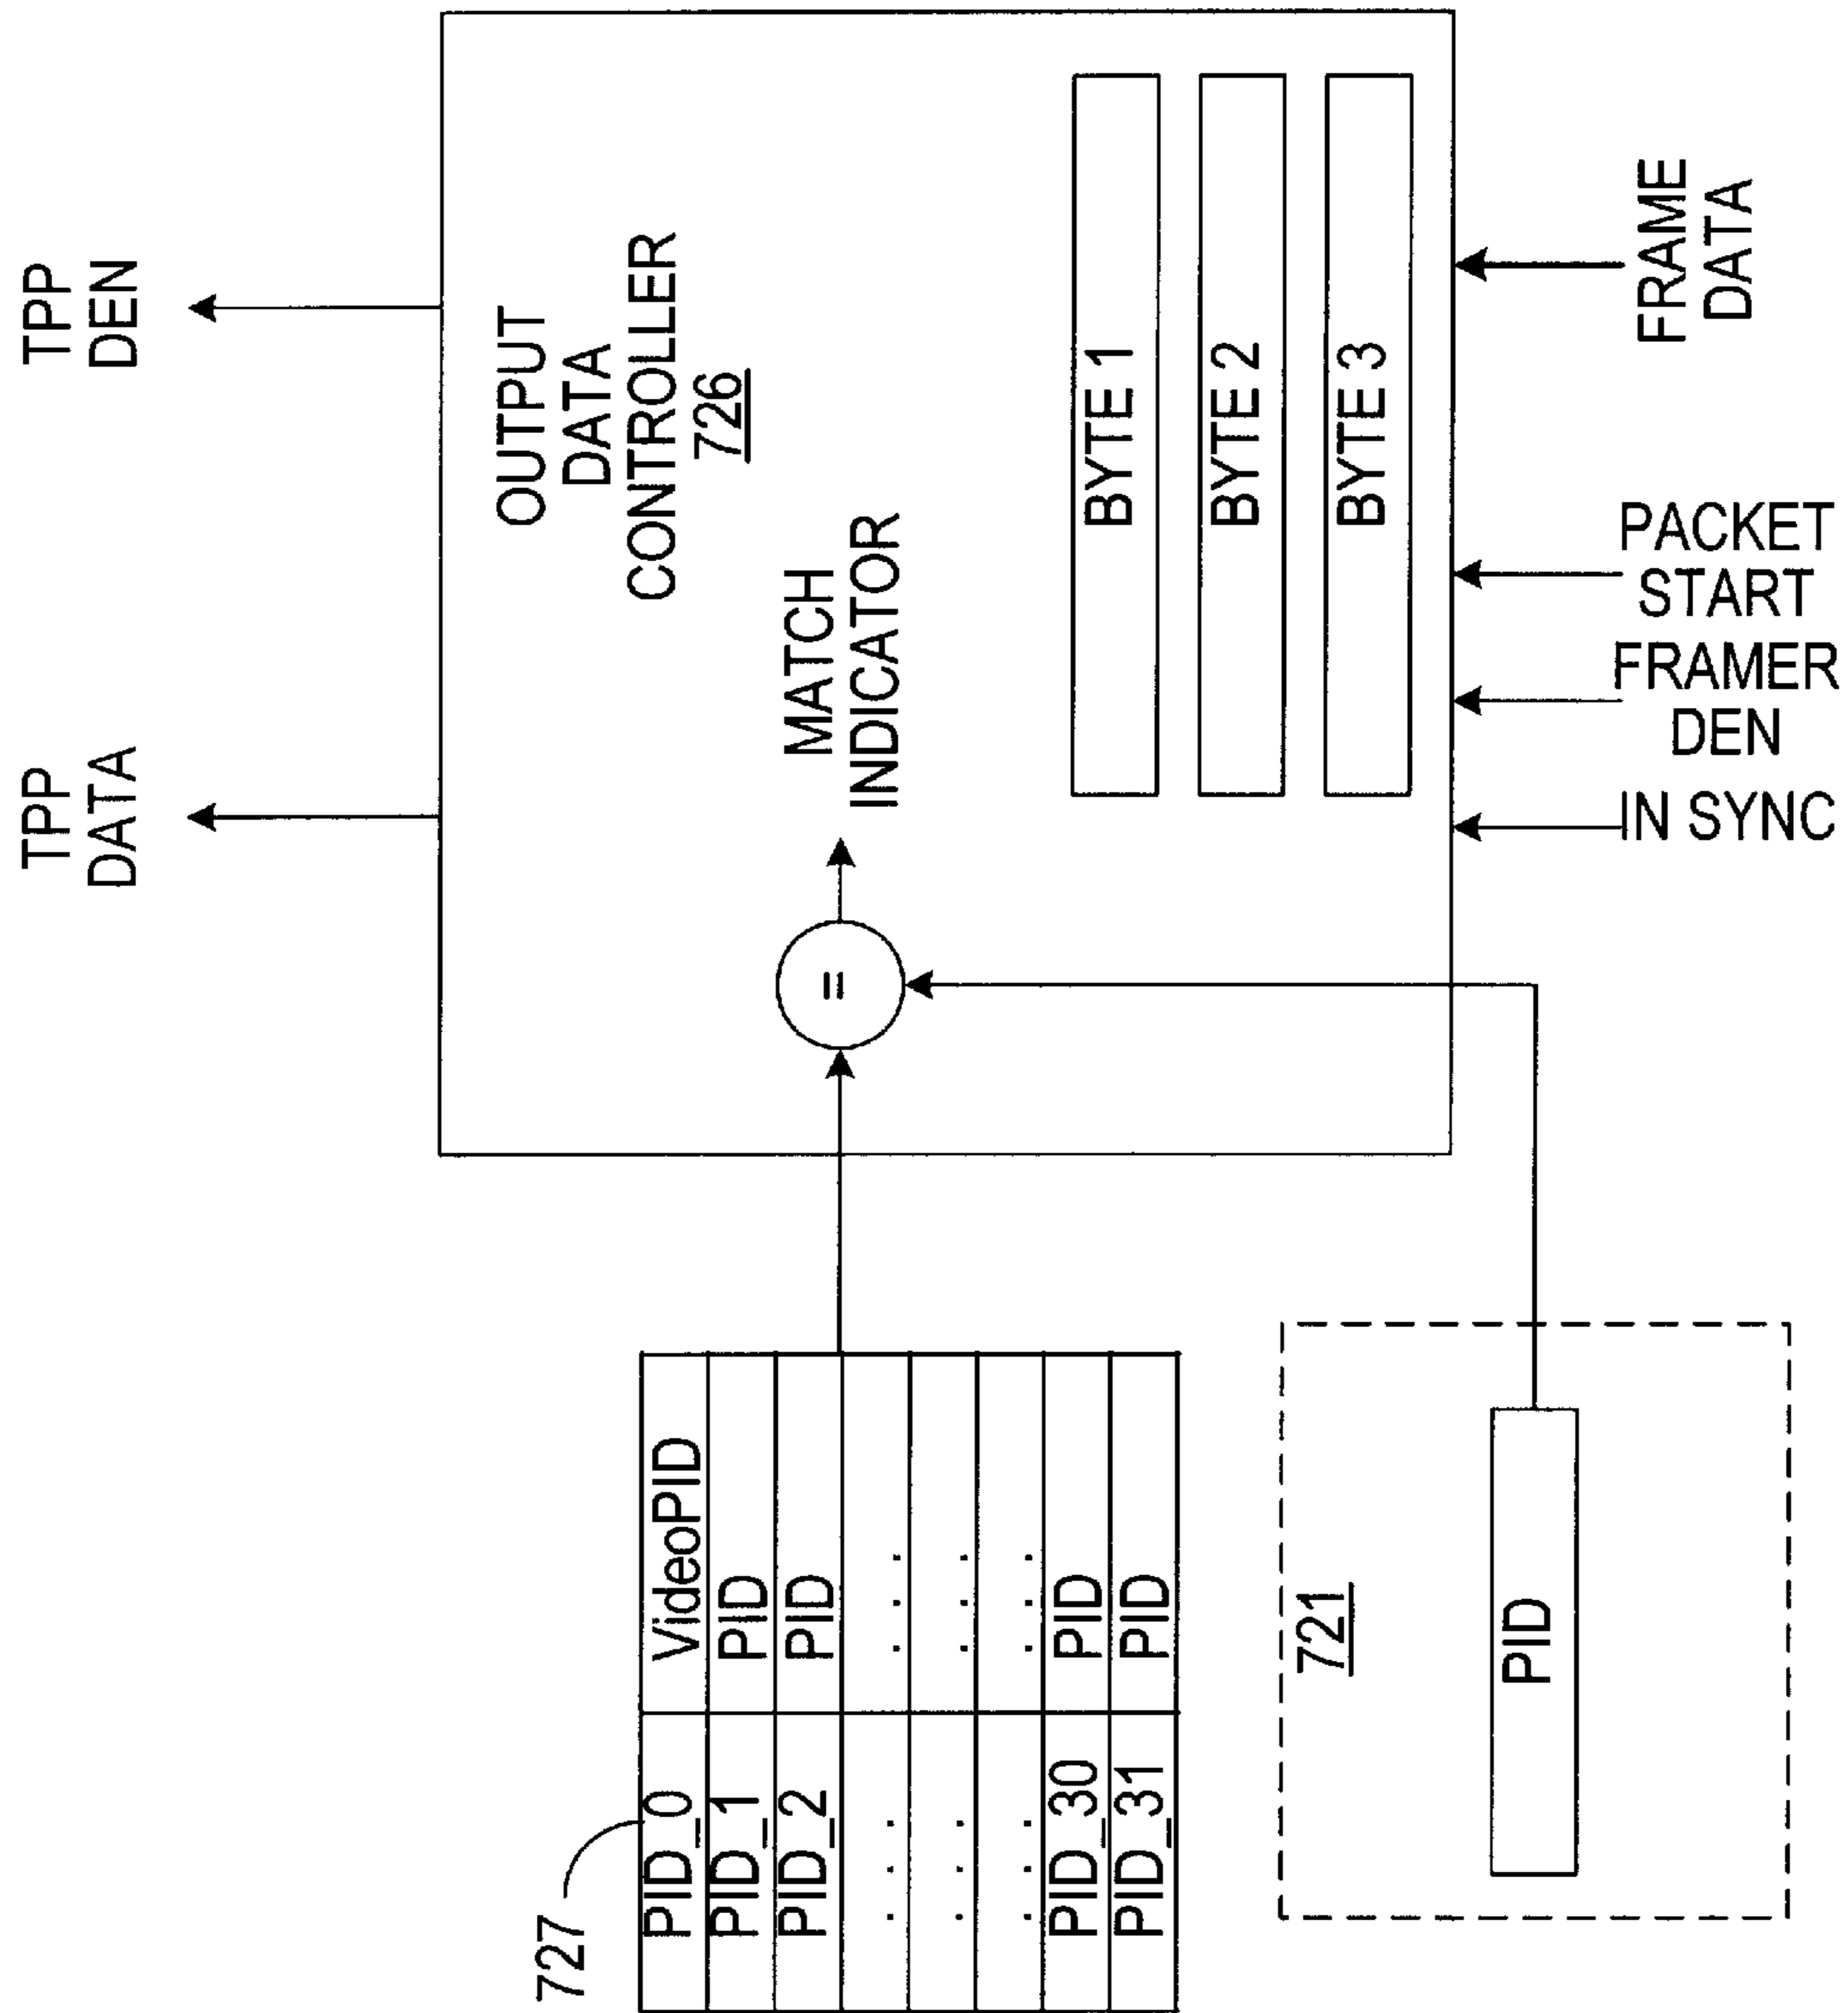 TPP
DATA
TPP
DEN
OUTPUT
DATA
CONTROLLER
726
MATCH
INDICATOR
=
BYTE 1
BYTE 2
BYTE 3
IN SYNC
FRAMER
DEN
PACKET
START
FRAME
DATA
727
PID_0 VideoPID
PID_1 PID
PID_2 PID
. . . . . .
. . . . . .
. . . . . .
PID_30 PID
PID_31 PID
721
PID